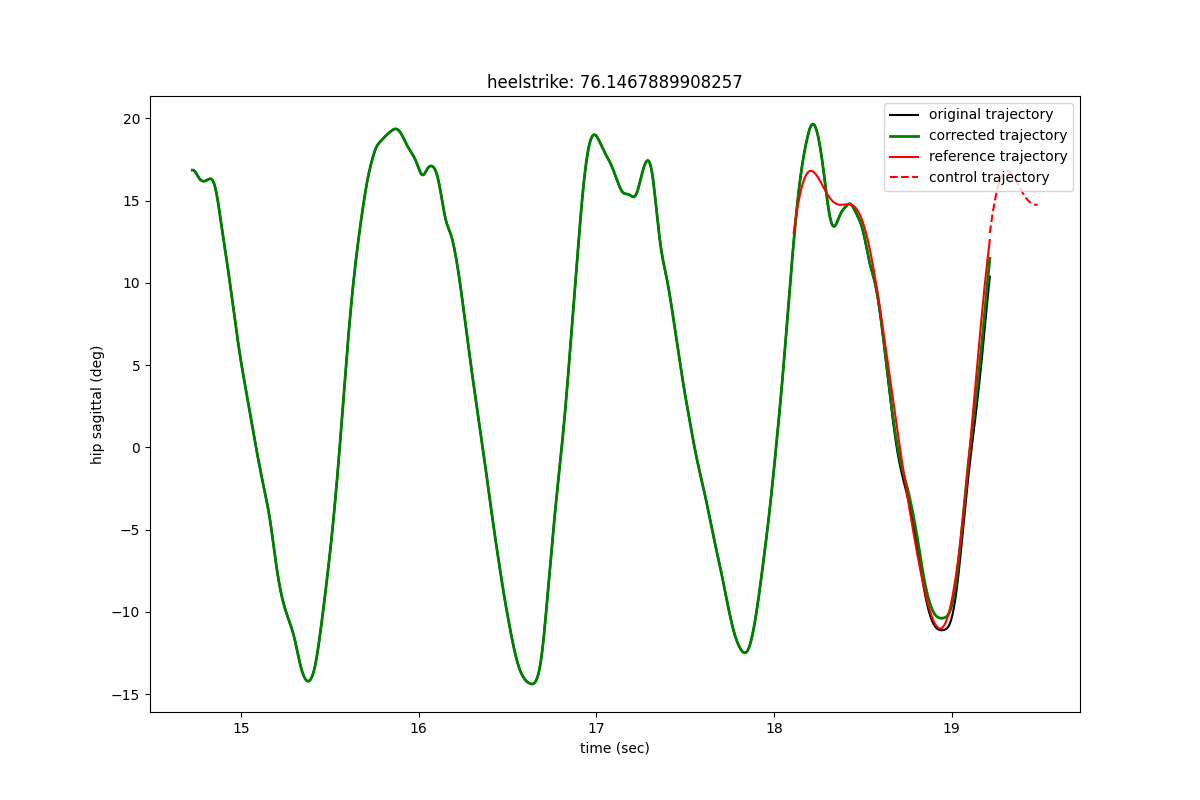 heelstrike: 76.1467889908257
original trajectory
corrected trajectory
reference trajectory
control trajectory
20
15
10
5
0
−5
−10
−15
hip sagittal (deg)
15 16 17 18 19
time (sec)